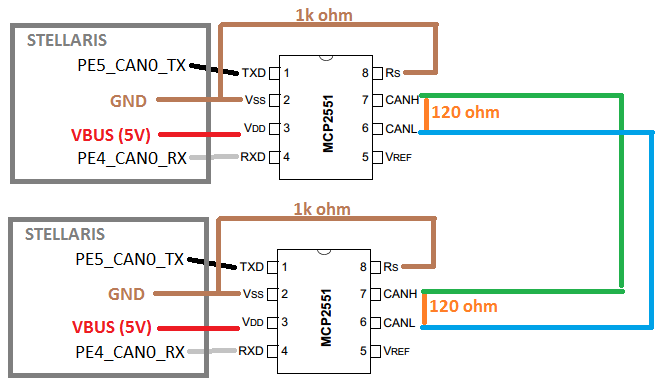 1k ohm
STELLARIS
PE5_CAN0_TX
TXD 1 8 Rs
GND
Vss 2 7 CANH
VBUS (5V)
VDD 3 6 CANL
120 ohm
PE4_CAN0_RX
RXD 4 5 VREF
MCP2551
1k ohm
STELLARIS
PE5_CAN0_TX
TXD 1 8 Rs
GND
Vss 2 7 CANH
VBUS (5V)
VDD 3 6 CANL
120 ohm
PE4_CAN0_RX
RXD 4 5 VREF
MCP2551